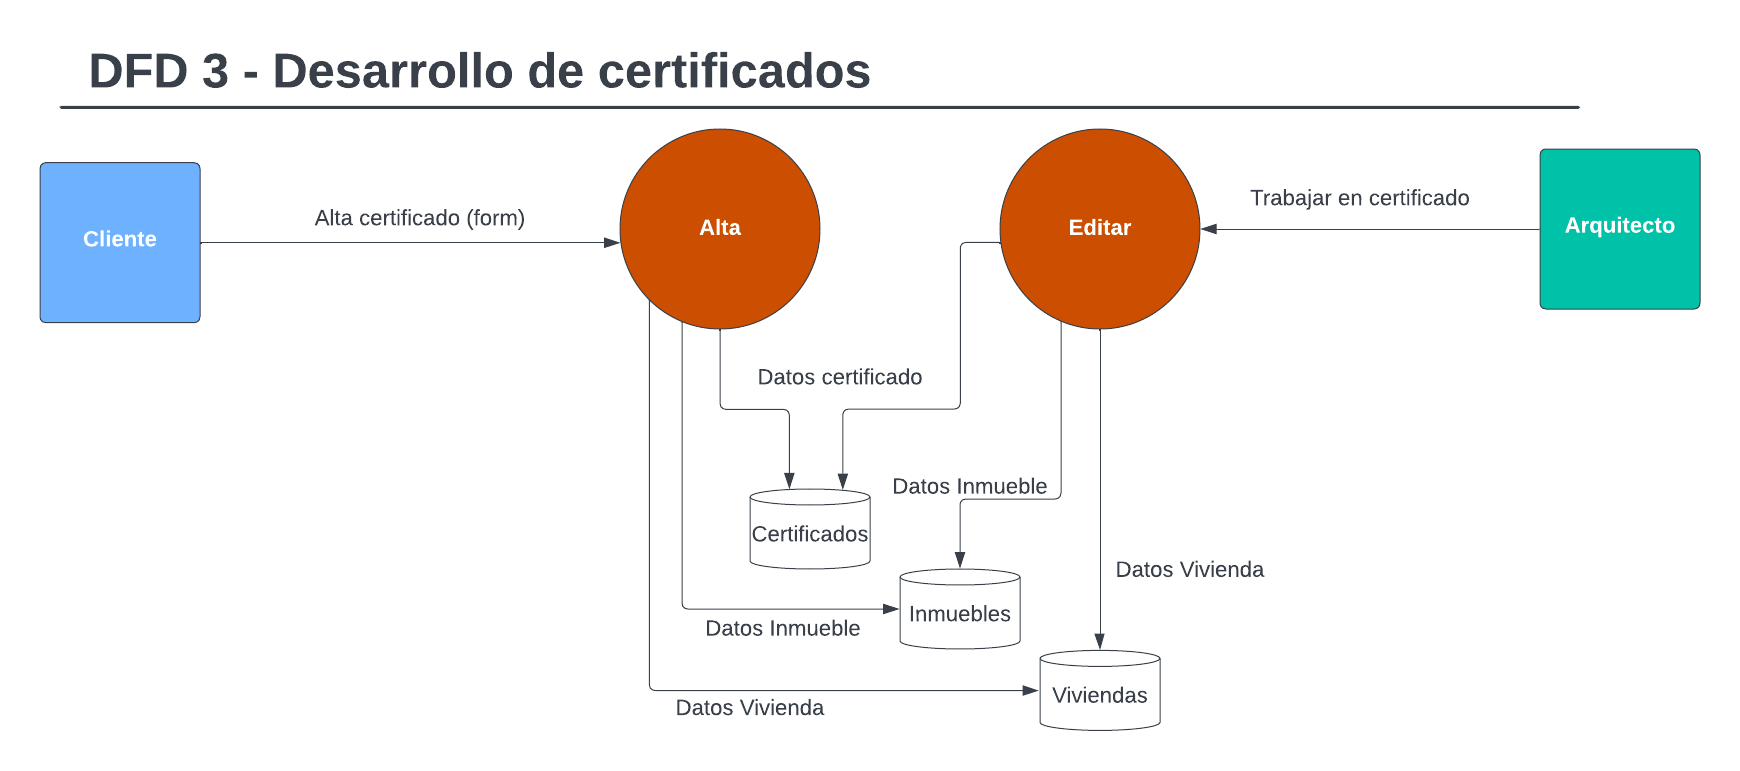 DFD 3 - Desarrollo de certificados
Cliente
Alta certificado (form)
Alta
Editar
Trabajar en certificado
Arquitecto
Datos certificado
Datos Inmueble
Certificados
Datos Vivienda
Inmuebles
Datos Inmueble
Viviendas
Datos Vivienda